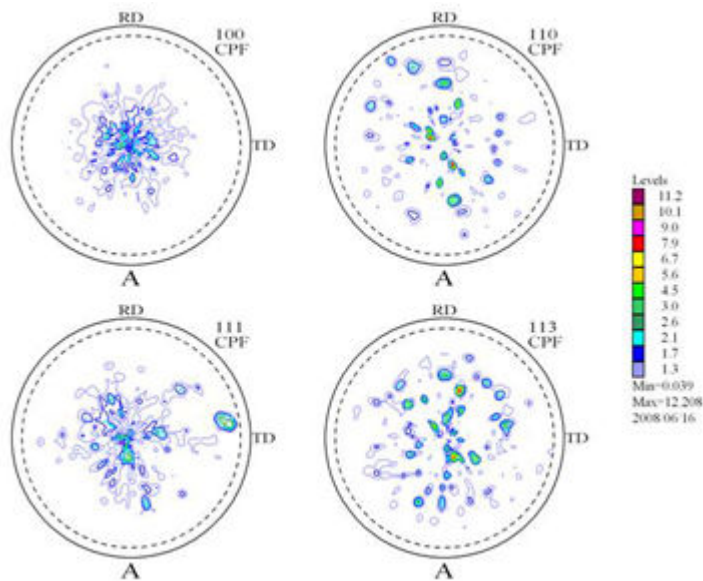 RD
100
CPF
TD
A
RD
110
CPF
TD
A
RD
111
CPF
TD
A
RD
113
CPF
TD
A
Levels
11.2
10.1
9.0
7.9
6.7
5.6
4.5
3.0
2.6
2.1
1.7
1.3
Min=0.039
Max=12.208
2008/06/16